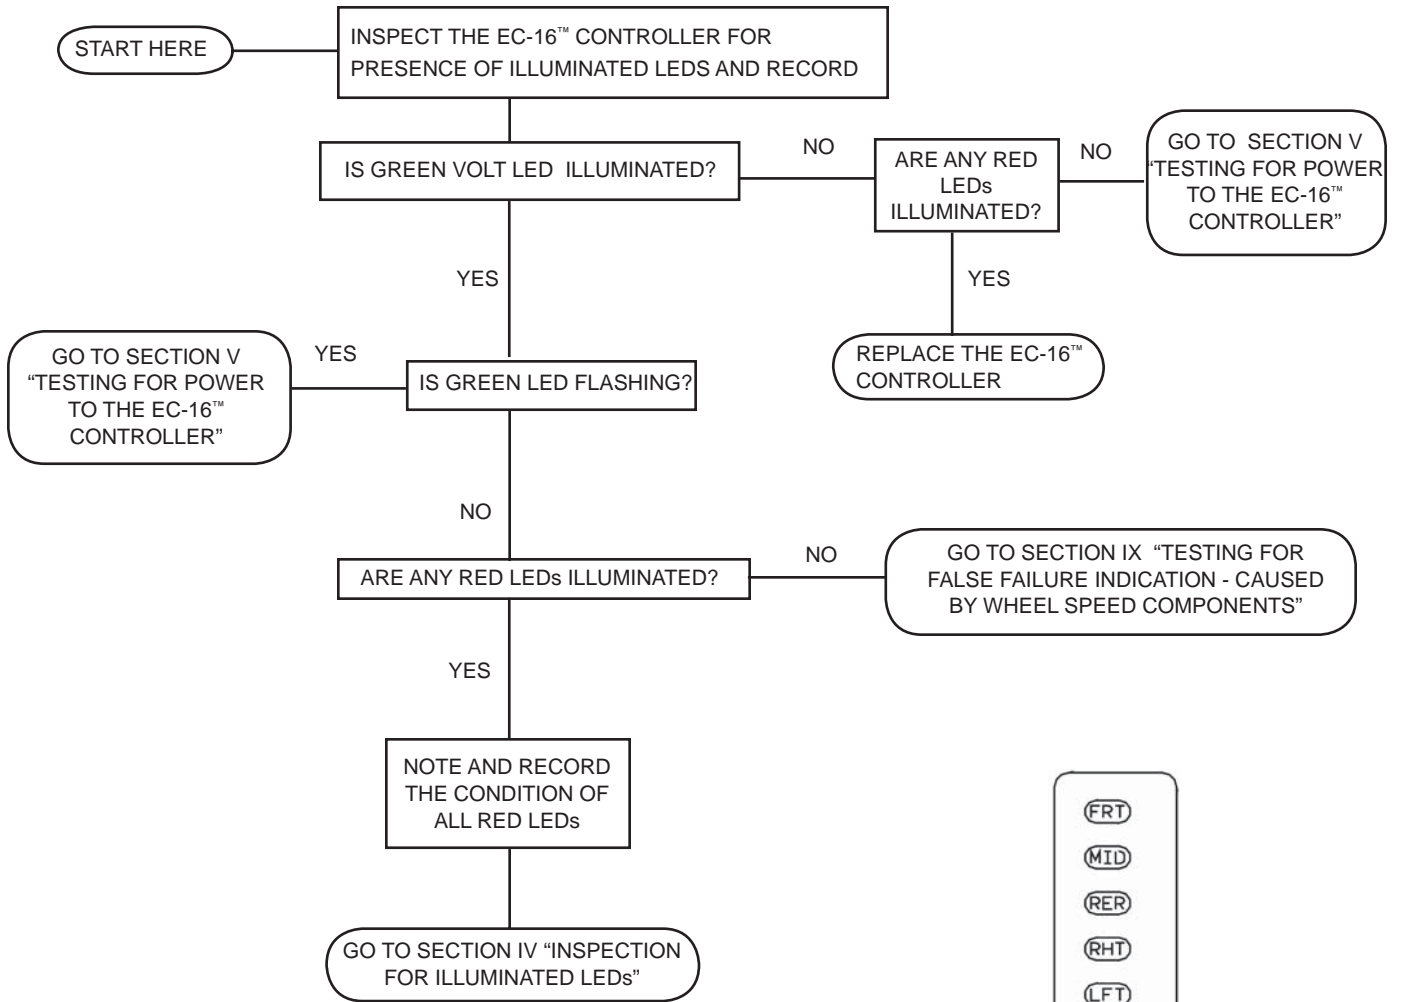 START HERE
INSPECT THE EC-16™ CONTROLLER FOR
PRESENCE OF ILLUMINATED LEDS AND RECORD
IS GREEN VOLT LED ILLUMINATED?
NO
ARE ANY RED
LEDs
ILLUMINATED?
NO
GO TO SECTION V
“TESTING FOR POWER
TO THE EC-16™
CONTROLLER”
YES
YES
REPLACE THE EC-16™
CONTROLLER
IS GREEN LED FLASHING?
YES
GO TO SECTION V
“TESTING FOR POWER
TO THE EC-16™
CONTROLLER”
NO
ARE ANY RED LEDs ILLUMINATED?
NO
GO TO SECTION IX “TESTING FOR
FALSE FAILURE INDICATION - CAUSED
BY WHEEL SPEED COMPONENTS”
YES
NOTE AND RECORD
THE CONDITION OF
ALL RED LEDs
GO TO SECTION IV “INSPECTION
FOR ILLUMINATED LEDs”
FRT
MID
RER
RHT
LFT